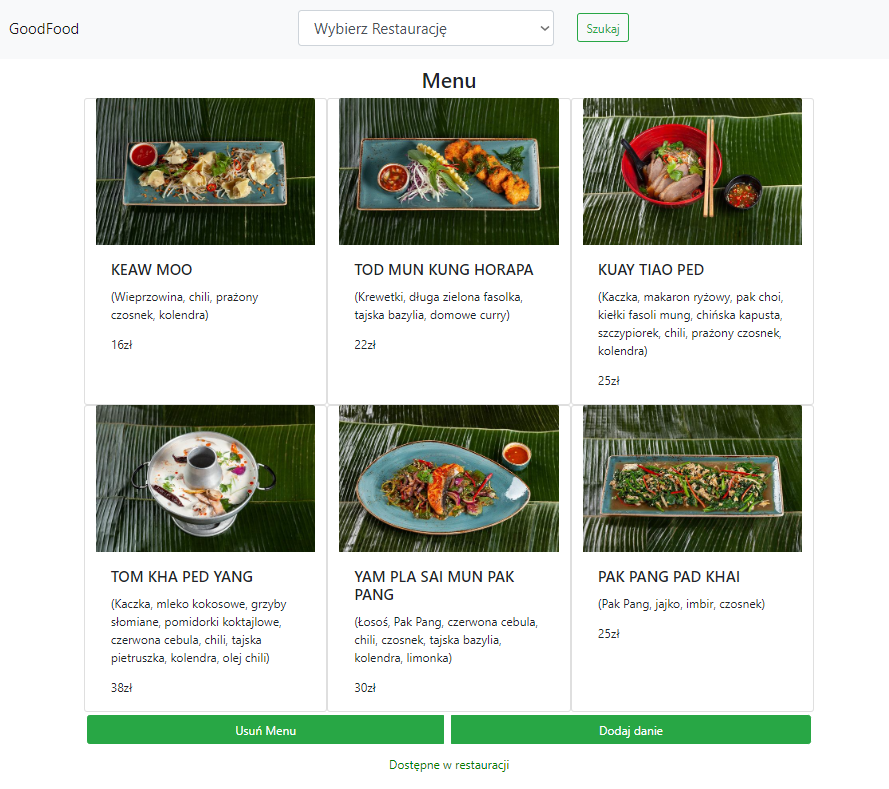 GoodFood
Wybierz Restaurację
Szukaj
Menu
KEAW MOO
(Wieprzowina, chili, prażony
czosnek, kolendra)
16zł
TOD MUN KUNG HORAPA
(Krewetki, długa zielona fasolka,
tajska bazylia, domowe curry)
22zł
KUAY TIAO PED
(Kaczka, makaron ryżowy, pak choi,
kiełki fasoli mung, chińska kapusta,
szczypiorek, chili, prażony czosnek,
kolendra)
25zł
TOM KHA PED YANG
(Kaczka, mleko kokosowe, grzyby
słomiane, pomidorki koktajlowe,
czerwona cebula, chili, tajska
pietruszka, kolendra, olej chili)
38zł
YAM PLA SAI MUN PAK
PANG
(Łosoś, Pak Pang, czerwona cebula,
chili, czosnek, tajska bazylia,
kolendra, limonka)
30zł
PAK PANG PAD KHAI
(Pak Pang, jajko, imbir, czosnek)
25zł
Usuń Menu
Dodaj danie
Dostępne w restauracji